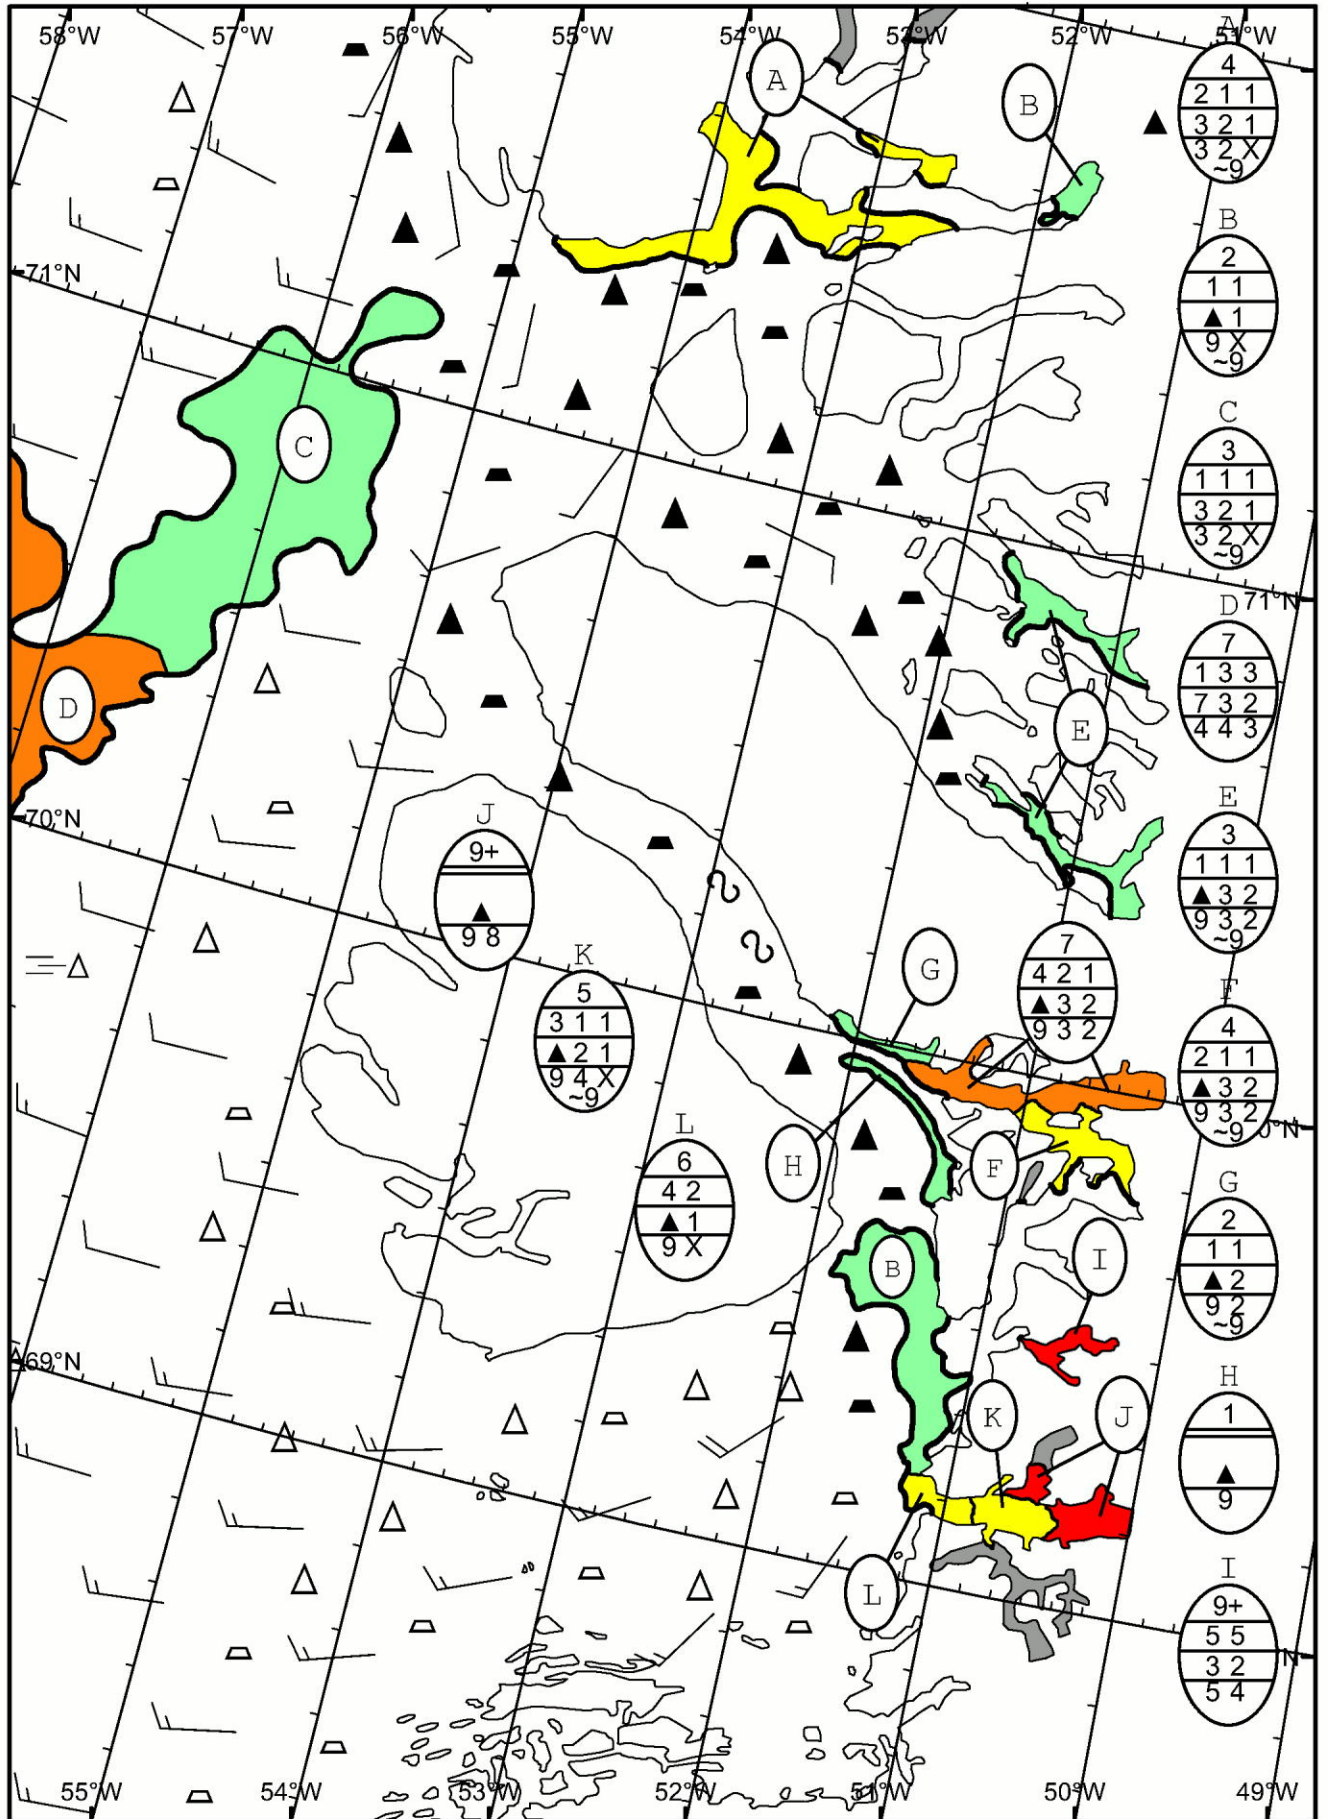 58°W 57°W 56°W 55°W 54°W 53°W 52°W 51°W
A
4
2 1 1
3 2 1
3 2 X
~9
A
B
B
2
1 1
▲ 1
9 X
~9
71°N
C
3
1 1 1
3 2 1
3 2 X
~9
C
71°N
D
7
1 3 3
7 3 2
4 4 3
D
E
70°N
J
9+
▲
9 8
E
3
1 1 1
▲ 3 2
9 3 2
~9
K
5
3 1 1
▲ 2 1
9 4 X
~9
G
7
4 2 1
▲ 3 2
9 3 2
F
4
2 1 1
▲ 3 2
9 3 2
~9
0°N
L
6
4 2
▲ 1
9 X
H
F
G
2
1 1
▲ 2
9 2
~9
B
I
69°N
H
1
▲
9
K
J
L
I
9+
5 5
3 2
5 4
N
55°W 54°W 53°W 52°W 51°W 50°W 49°W